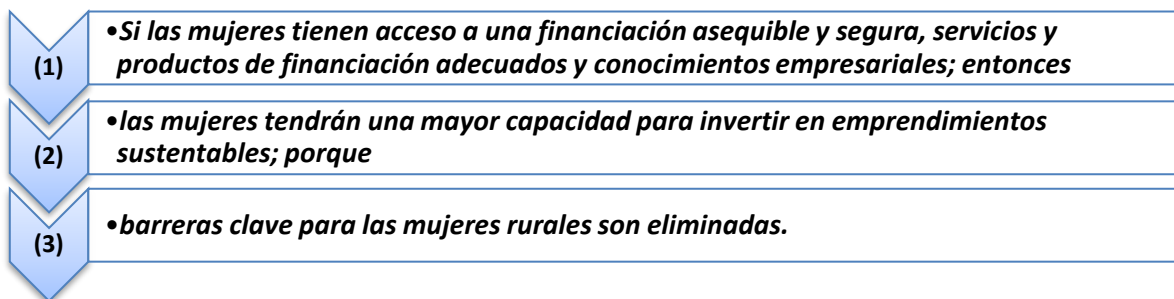 (1)
•Si las mujeres tienen acceso a una financiación asequible y segura, servicios y
productos de financiación adecuados y conocimientos empresariales; entonces
(2)
•las mujeres tendrán una mayor capacidad para invertir en emprendimientos
sustentables; porque
(3)
•barreras clave para las mujeres rurales son eliminadas.